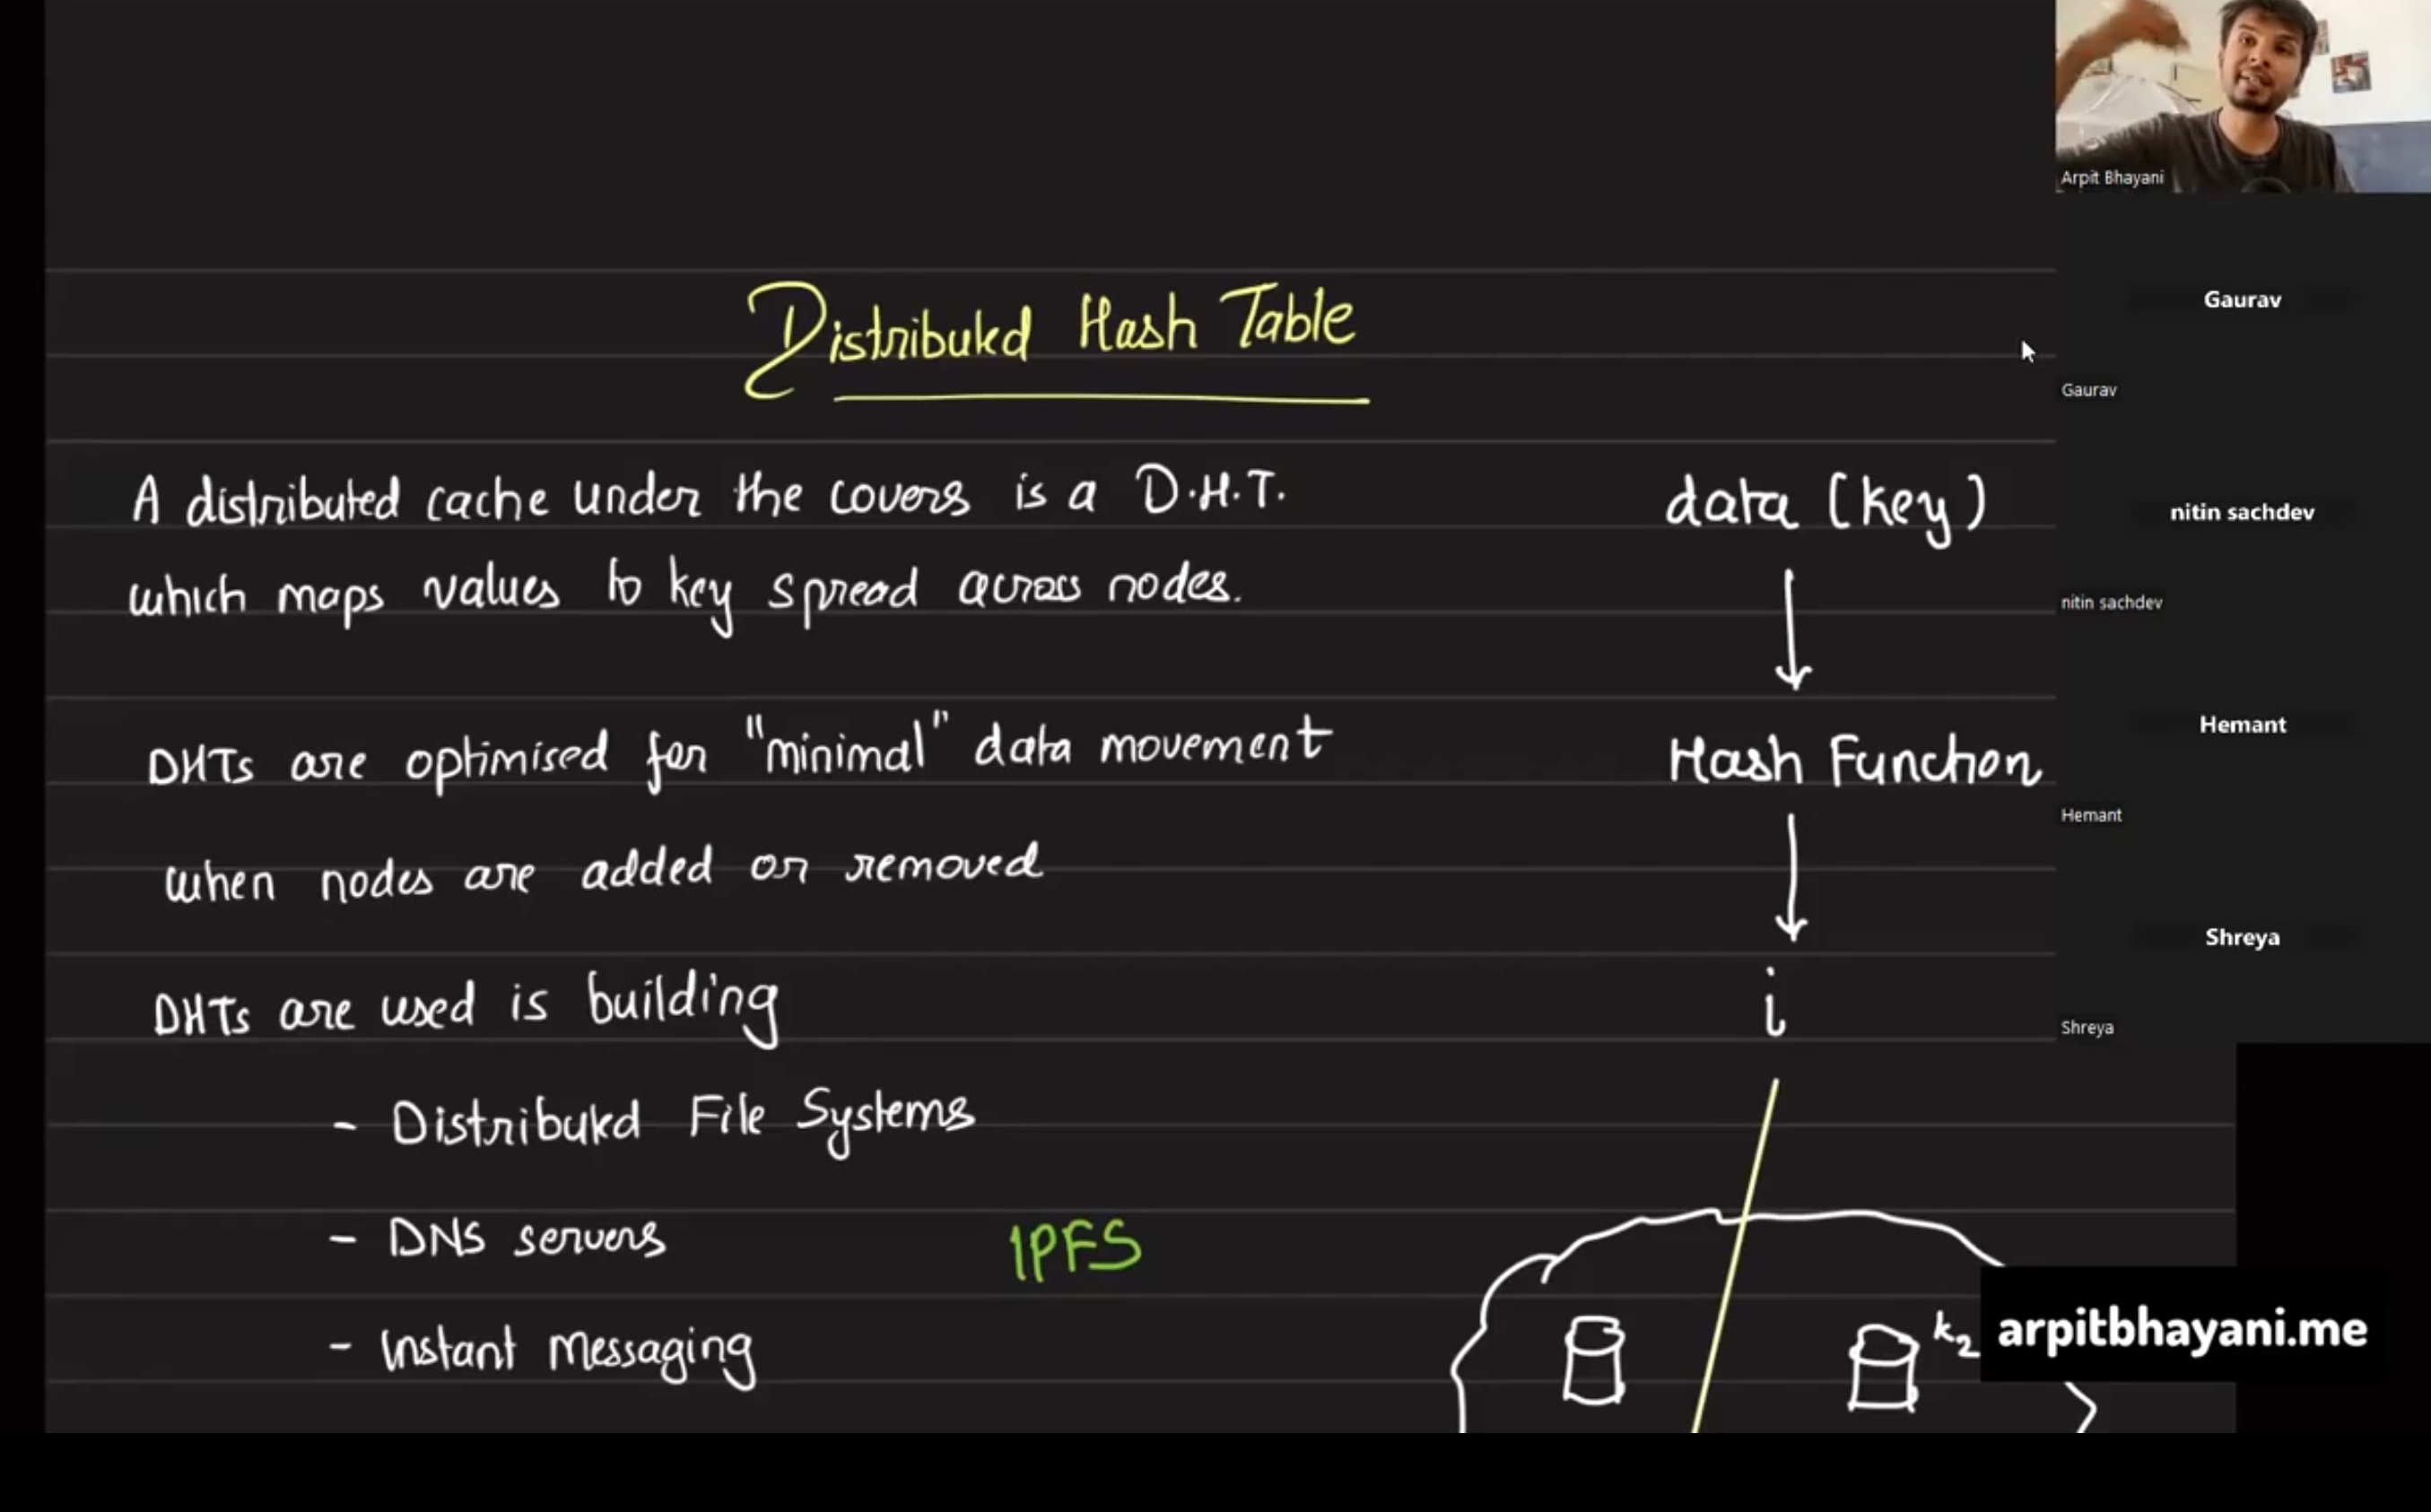 Distributed Hash Table
A distributed cache under the covers is a D.H.T.
which maps values to key spread across nodes.
DHTs are optimised for "minimal" data movement
when nodes are added or removed
DHTs are used is building
- Distributed File Systems
- DNS servers
IPFS
- Instant Messaging
data (key)
Hash Function
i
k2
Arpit Bhayani
Gaurav
Gaurav
nitin sachdev
nitin sachdev
Hemant
Hemant
Shreya
Shreya
arpitbhayani.me